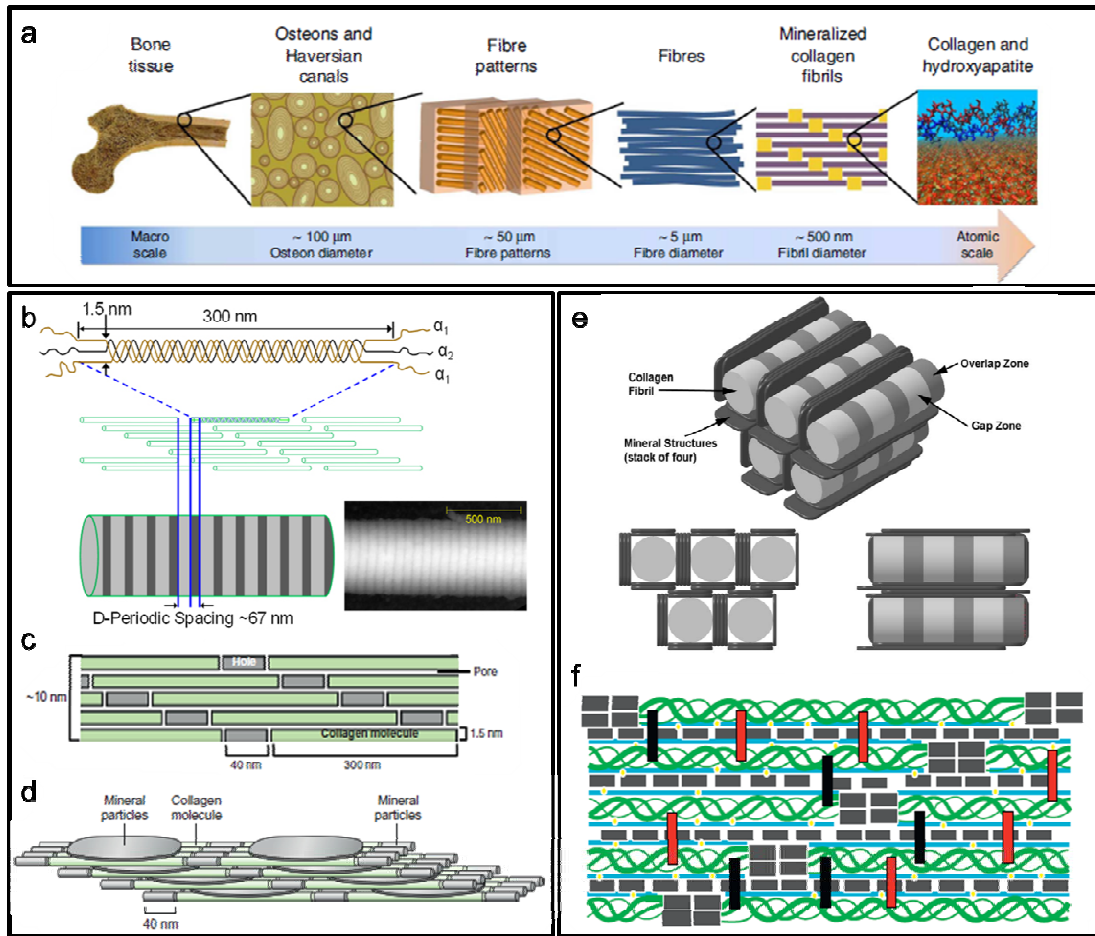 a
Bone
tissue
Osteons and
Haversian
canals
Fibre
patterns
Fibres
Mineralized
collagen
fibrils
Collagen and
hydroxyapatite
Macro
scale
~ 100 μm
Osteon diameter
~ 50 μm
Fibre patterns
~ 5 μm
Fibre diameter
~ 500 nm
Fibril diameter
Atomic
scale
b
1.5 nm
300 nm
α1
α2
α1
500 nm
D-Periodic Spacing ~67 nm
c
Hole
Pore
~10 nm
Collagen molecule
1.5 nm
40 nm
300 nm
d
Mineral
particles
Collagen
molecule
Mineral
particles
40 nm
e
Collagen
Fibril
Overlap Zone
Gap Zone
Mineral Structures
(stack of four)
f